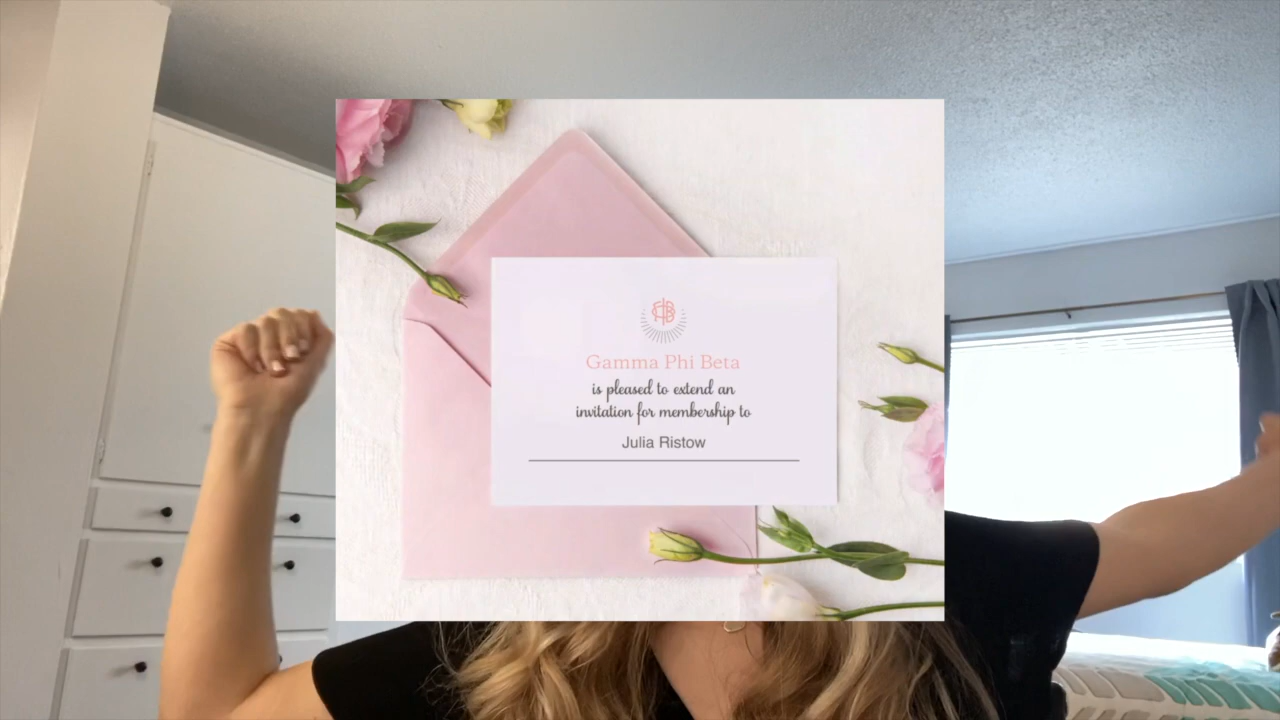 Gamma Phi Beta
is pleased to extend an
invitation for membership to
Julia Ristow